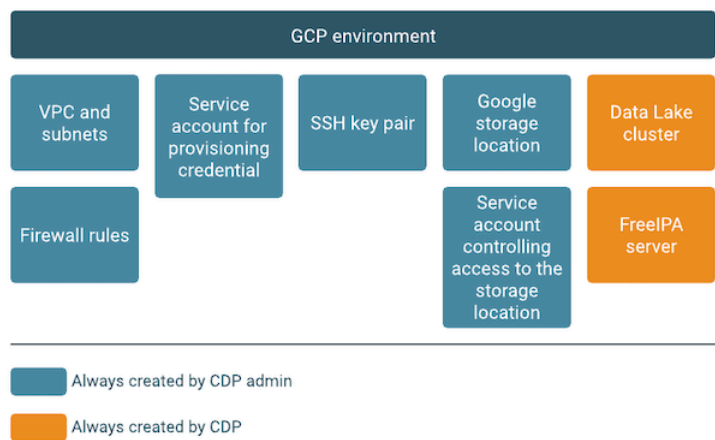 GCP environment
VPC and
subnets
Service
account for
provisioning
credential
SSH key pair
Google
storage
location
Data Lake
cluster
Firewall rules
Service
account
controlling
access to the
storage
location
FreeIPA
server
Always created by CDP admin
Always created by CDP